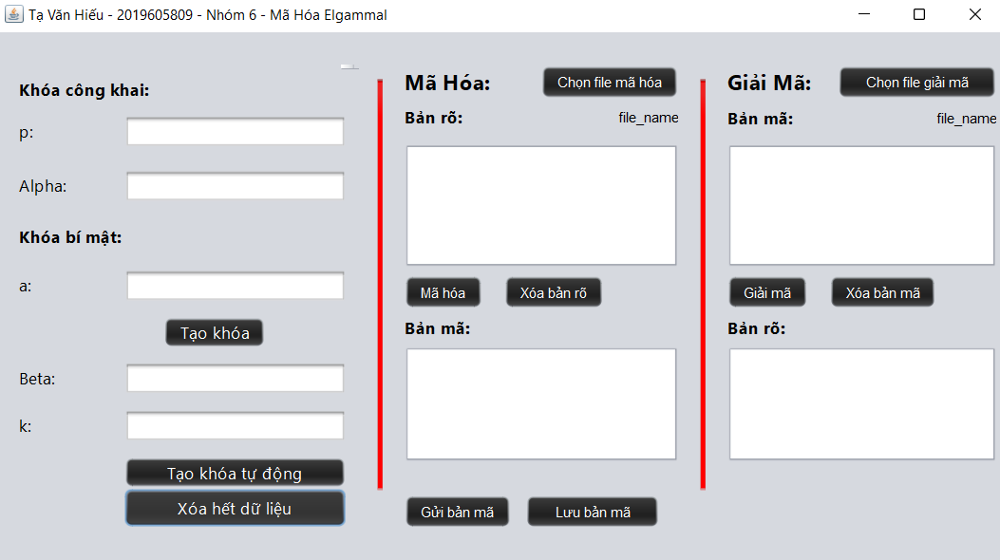 Tạ Văn Hiếu - 2019605809 - Nhóm 6 - Mã Hóa Elgammal
Khóa công khai:
p:
Alpha:
Khóa bí mật:
a:
Tạo khóa
Beta:
k:
Tạo khóa tự động
Xóa hết dữ liệu
Mã Hóa:
Chọn file mã hóa
Bản rõ:
file_name
Mã hóa
Xóa bản rõ
Bản mã:
Gửi bản mã
Lưu bản mã
Giải Mã:
Chọn file giải mã
Bản mã:
file_name
Giải mã
Xóa bản mã
Bản rõ: